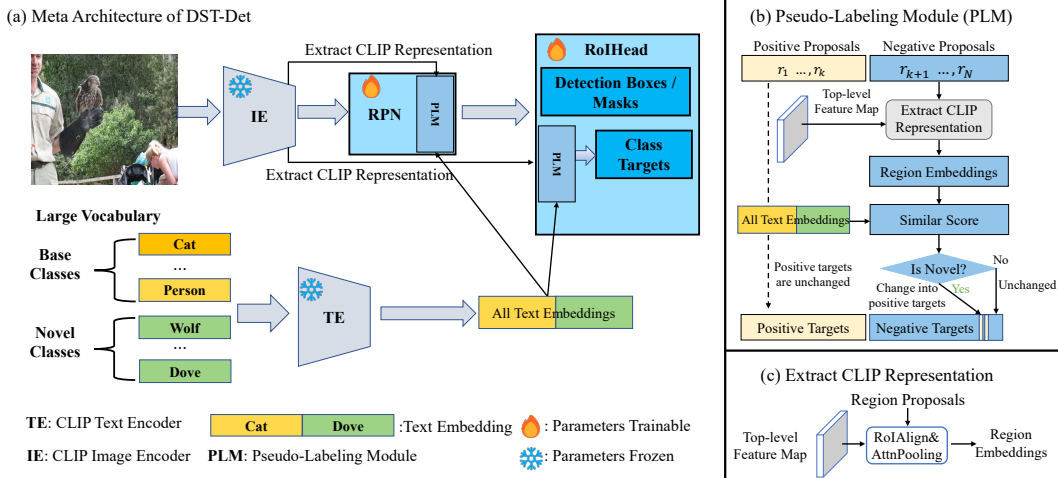 (a) Meta Architecture of DST-Det
Extract CLIP Representation
IE
RPN
PLM
Extract CLIP Representation
RoIHead
Detection Boxes /
Masks
PLM
Class
Targets
Large Vocabulary
Base
Classes
Cat
...
Person
Novel
Classes
Wolf
...
Dove
TE
All Text Embeddings
TE: CLIP Text Encoder
Cat
Dove
:Text Embedding
: Parameters Trainable
IE: CLIP Image Encoder
PLM: Pseudo-Labeling Module
: Parameters Frozen
(b) Pseudo-Labeling Module (PLM)
Positive Proposals
Negative Proposals
r₁ …,rₖ
rₖ₊₁ …,r_N
Top-level
Feature Map
Extract CLIP
Representation
Region Embeddings
All Text Embeddings
Similar Score
Is Novel?
No
Yes
Unchanged
Positive targets
are unchanged
Change into
positive targets
Positive Targets
Negative Targets
(c) Extract CLIP Representation
Region Proposals
Top-level
Feature Map
RoIAlign&
AttnPooling
Region
Embeddings